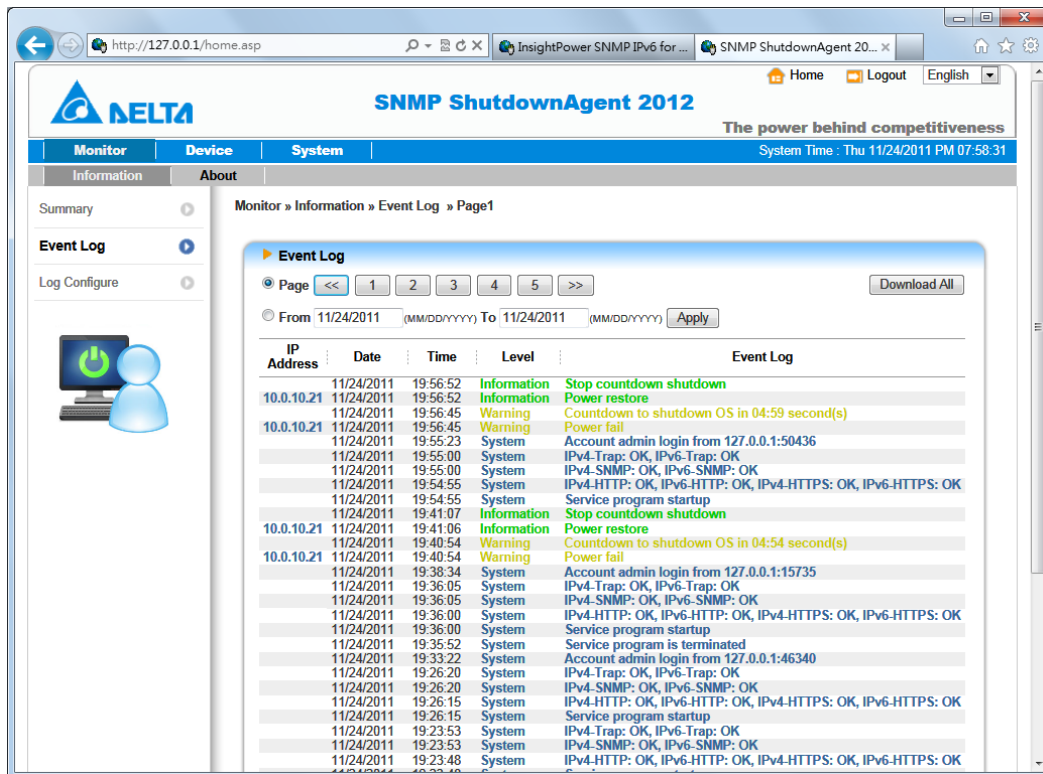 http://127.0.0.1/home.asp
InsightPower SNMP IPv6 for ...
SNMP ShutdownAgent 20...
Home Logout English
DELTA
SNMP ShutdownAgent 2012
The power behind competitiveness
Monitor Device System System Time : Thu 11/24/2011 PM 07:58:31
Information About
Summary
Event Log
Log Configure
Monitor » Information » Event Log » Page1
Event Log
Page << 1 2 3 4 5 >> Download All
From 11/24/2011 (MM/DD/YYYY) To 11/24/2011 (MM/DD/YYYY) Apply
IP Address Date Time Level Event Log
11/24/2011 19:56:52 Information Stop countdown shutdown
10.0.10.21 11/24/2011 19:56:52 Information Power restore
11/24/2011 19:56:45 Warning Countdown to shutdown OS in 04:59 second(s)
10.0.10.21 11/24/2011 19:56:45 Warning Power fail
11/24/2011 19:55:23 System Account admin login from 127.0.0.1:50436
11/24/2011 19:55:00 System IPv4-Trap: OK, IPv6-Trap: OK
11/24/2011 19:55:00 System IPv4-SNMP: OK, IPv6-SNMP: OK
11/24/2011 19:54:55 System IPv4-HTTP: OK, IPv6-HTTP: OK, IPv4-HTTPS: OK, IPv6-HTTPS: OK
11/24/2011 19:54:55 System Service program startup
11/24/2011 19:41:07 Information Stop countdown shutdown
10.0.10.21 11/24/2011 19:41:06 Information Power restore
11/24/2011 19:40:54 Warning Countdown to shutdown OS in 04:54 second(s)
10.0.10.21 11/24/2011 19:40:54 Warning Power fail
11/24/2011 19:38:34 System Account admin login from 127.0.0.1:15735
11/24/2011 19:36:05 System IPv4-Trap: OK, IPv6-Trap: OK
11/24/2011 19:36:05 System IPv4-SNMP: OK, IPv6-SNMP: OK
11/24/2011 19:36:00 System IPv4-HTTP: OK, IPv6-HTTP: OK, IPv4-HTTPS: OK, IPv6-HTTPS: OK
11/24/2011 19:36:00 System Service program startup
11/24/2011 19:35:52 System Service program is terminated
11/24/2011 19:33:22 System Account admin login from 127.0.0.1:46340
11/24/2011 19:26:20 System IPv4-Trap: OK, IPv6-Trap: OK
11/24/2011 19:26:20 System IPv4-SNMP: OK, IPv6-SNMP: OK
11/24/2011 19:26:15 System IPv4-HTTP: OK, IPv6-HTTP: OK, IPv4-HTTPS: OK, IPv6-HTTPS: OK
11/24/2011 19:26:15 System Service program startup
11/24/2011 19:23:53 System IPv4-Trap: OK, IPv6-Trap: OK
11/24/2011 19:23:53 System IPv4-SNMP: OK, IPv6-SNMP: OK
11/24/2011 19:23:48 System IPv4-HTTP: OK, IPv6-HTTP: OK, IPv4-HTTPS: OK, IPv6-HTTPS: OK